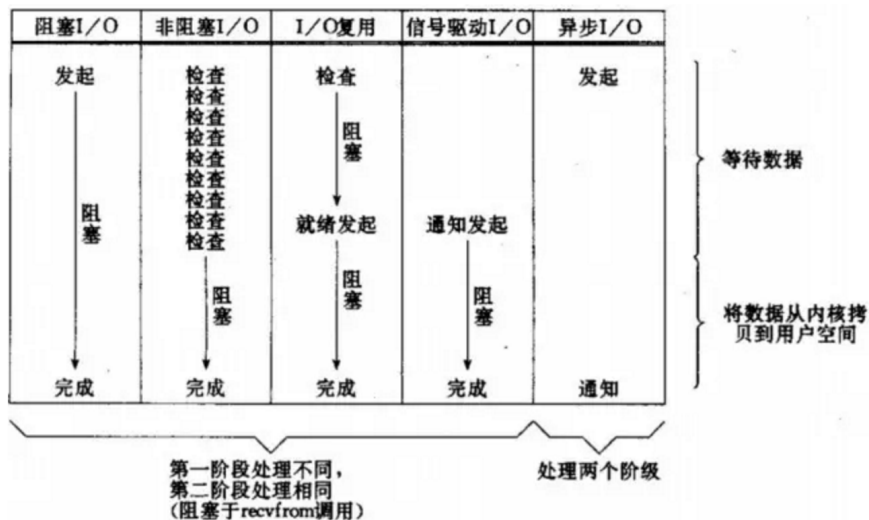 阻塞I/O 非阻塞I/O I/O复用 信号驱动I/O 异步I/O
发起 检查 检查 发起
检查
检查
检查
检查
检查
检查
检查
检查
阻塞
阻塞
就绪发起 通知发起
阻塞
阻塞
阻塞
完成 完成 完成 完成 通知
等待数据
将数据从内核拷
贝到用户空间
第一阶段处理不同，
第二阶段处理相同
(阻塞于recvfrom调用)
处理两个阶级